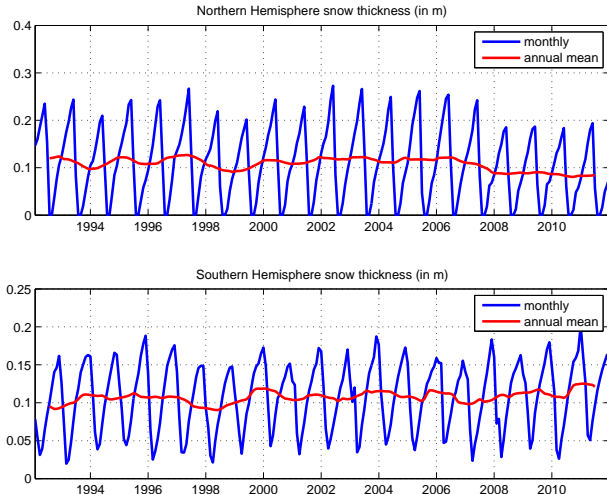 Northern Hemisphere snow thickness (in m)
0.4
0.3
0.2
0.1
0
monthly
annual mean
1994 1996 1998 2000 2002 2004 2006 2008 2010
Southern Hemisphere snow thickness (in m)
0.25
0.2
0.15
0.1
0.05
0
monthly
annual mean
1994 1996 1998 2000 2002 2004 2006 2008 2010